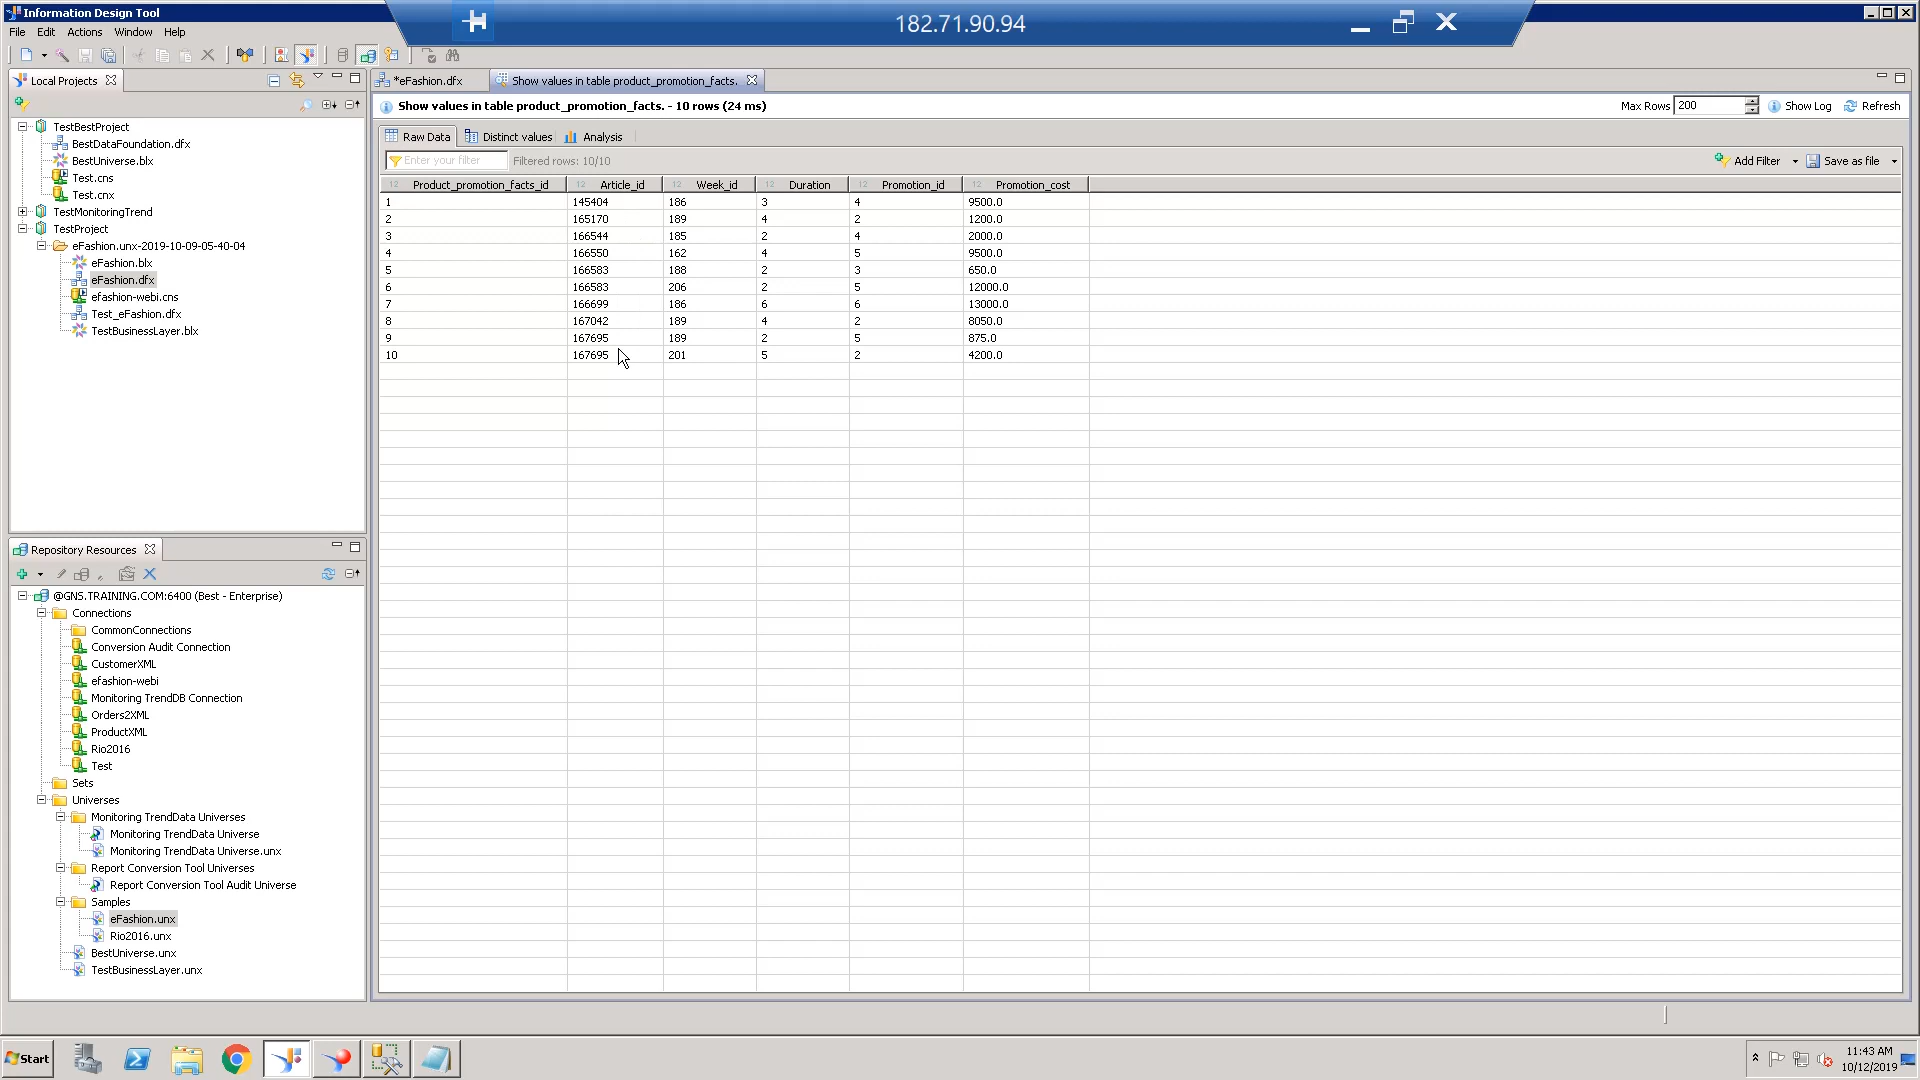 Information Design Tool
182.71.90.94
File Edit Actions Window Help
Local Projects
*eFashion.dfx
Show values in table product_promotion_facts.
Show values in table product_promotion_facts. - 10 rows (24 ms)
Max Rows 200 Show Log Refresh
Raw Data Distinct values Analysis
Enter your filter Filtered rows: 10/10
Add Filter Save as file
12 Product_promotion_facts_id 12 Article_id 12 Week_id 12 Duration 12 Promotion_id 12 Promotion_cost
1 145404 186 3 4 9500.0
2 165170 189 4 2 1200.0
3 166544 185 2 4 2000.0
4 166550 162 4 5 9500.0
5 166583 188 2 3 650.0
6 166583 206 2 5 12000.0
7 166699 186 6 6 13000.0
8 167042 189 4 2 8050.0
9 167695 189 2 5 875.0
10 167695 201 5 2 4200.0
TestBestProject
BestDataFoundation.dfx
BestUniverse.blx
Test.cns
Test.cnx
TestMonitoringTrend
TestProject
eFashion.unx-2019-10-09-05-40-04
eFashion.blx
eFashion.dfx
efashion-webi.cns
Test_eFashion.dfx
TestBusinessLayer.blx
Repository Resources
@GNS.TRAINING.COM:6400 (Best - Enterprise)
Connections
CommonConnections
Conversion Audit Connection
CustomerXML
efashion-webi
Monitoring TrendDB Connection
Orders2XML
ProductXML
Rio2016
Test
Sets
Universes
Monitoring TrendData Universes
Monitoring TrendData Universe
Monitoring TrendData Universe.unx
Report Conversion Tool Universes
Report Conversion Tool Audit Universe
Samples
eFashion.unx
Rio2016.unx
BestUniverse.unx
TestBusinessLayer.unx
Start
11:43 AM
10/12/2019